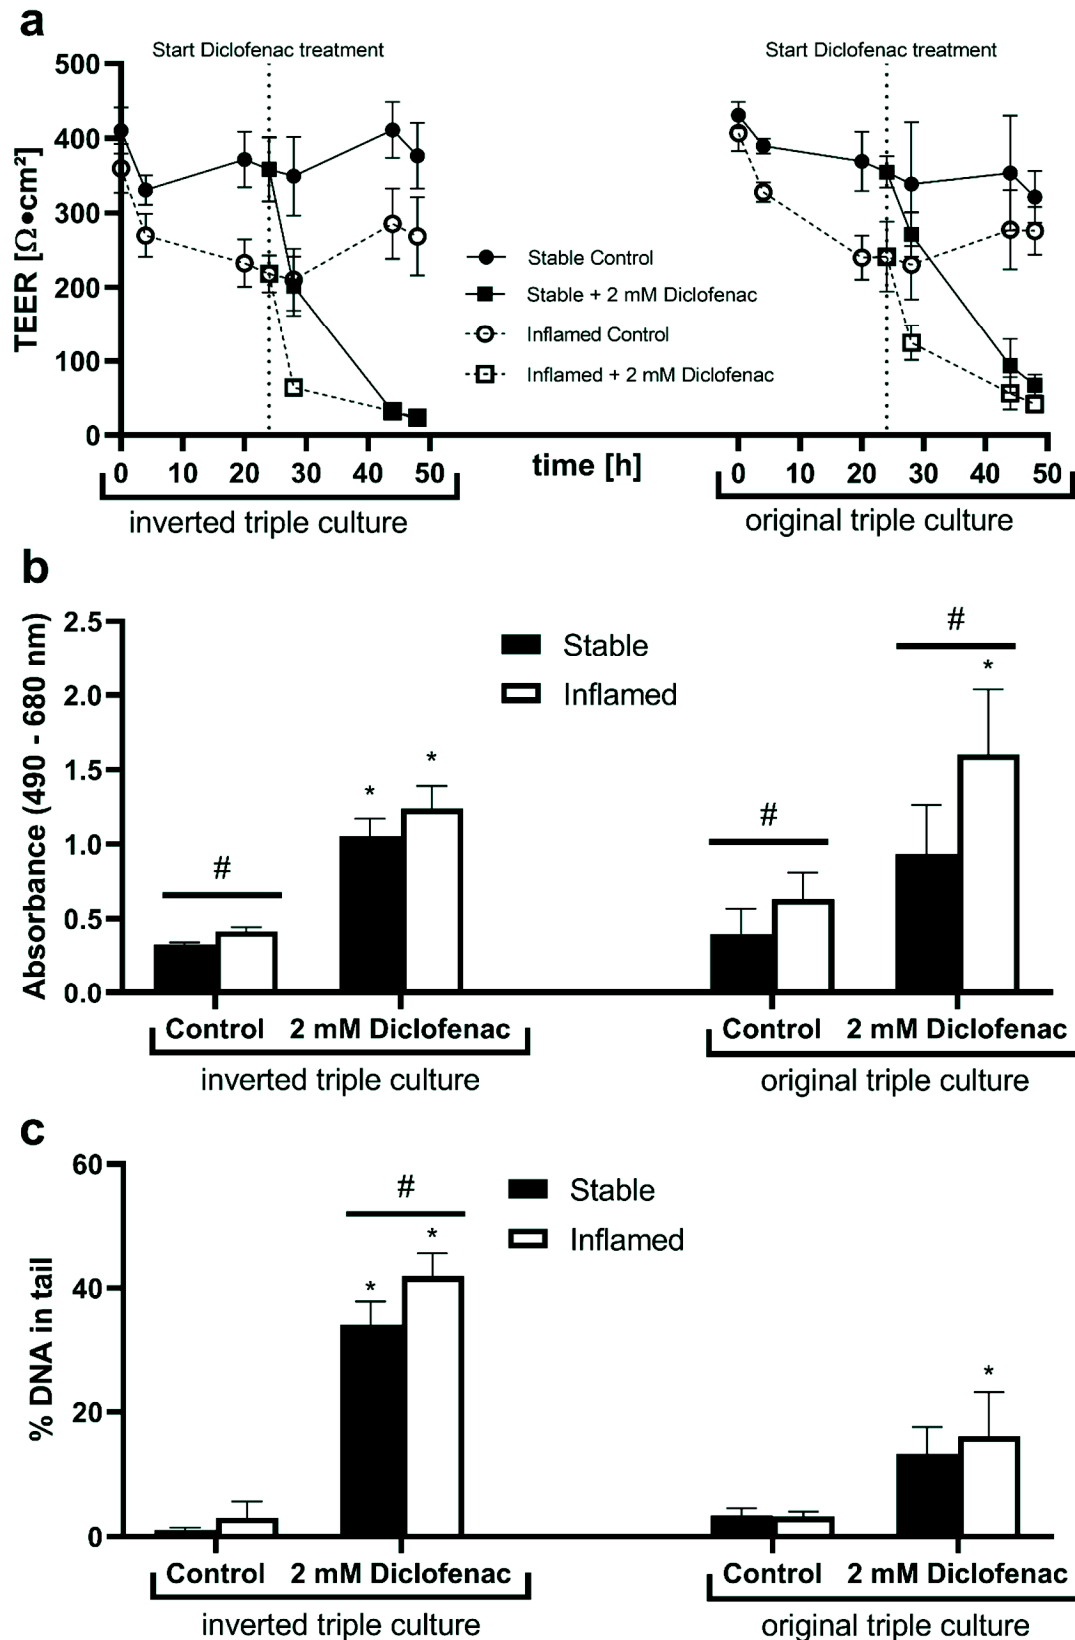 a
Start Diclofenac treatment
Start Diclofenac treatment
TEER [Ω•cm²]
500
400
300
200
100
0
Stable Control
Stable + 2 mM Diclofenac
Inflamed Control
Inflamed + 2 mM Diclofenac
0 10 20 30 40 50
time [h]
0 10 20 30 40 50
inverted triple culture
original triple culture
b
Absorbance (490 - 680 nm)
2.5
2.0
1.5
1.0
0.5
0.0
Stable
Inflamed
#
* *
#
#
*
Control 2 mM Diclofenac
Control 2 mM Diclofenac
inverted triple culture
original triple culture
c
% DNA in tail
60
40
20
0
Stable
Inflamed
#
* *
*
Control 2 mM Diclofenac
Control 2 mM Diclofenac
inverted triple culture
original triple culture